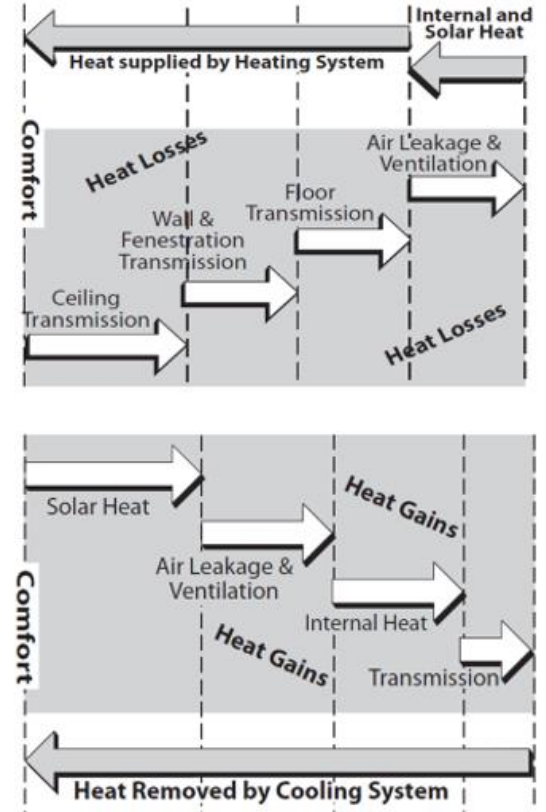 Internal and
Solar Heat
Heat supplied by Heating System
Comfort
Heat Losses
Air Leakage &
Ventilation
Floor
Transmission
Wall &
Fenestration
Transmission
Ceiling
Transmission
Heat Losses
Solar Heat
Heat Gains
Air Leakage &
Ventilation
Comfort
Internal Heat
Heat Gains
Transmission
Heat Removed by Cooling System